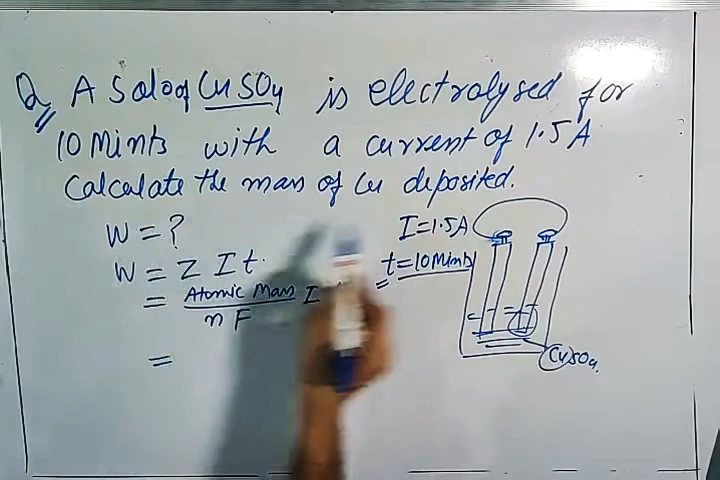 Q A Sol of CuSO4 is electrolysed for
10 Mints with a current of 1.5A
Calculate the mass of Cu deposited.
W = ?
I = 1.5A
W = Z I t.
t = 10 Mints
= Atomic Mass I
n F
=
CuSO4.